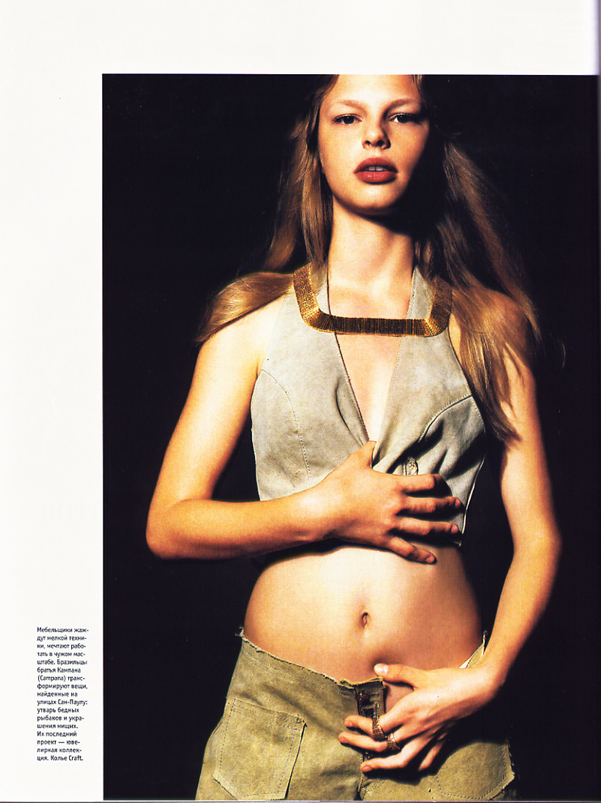 Мебельщики жаж-
дут мелкой техни-
ки, мечтают рабо-
тать в чужом мас-
штабе. Бразильцы
братья Кампана
(Campana) транс-
формируют вещи,
найденные на
улицах Сан-Паулу:
утварь бедных
рыбаков и укра-
шения нищих.
Их последний
проект — юве-
лирная коллек-
ция. Колье Craft.